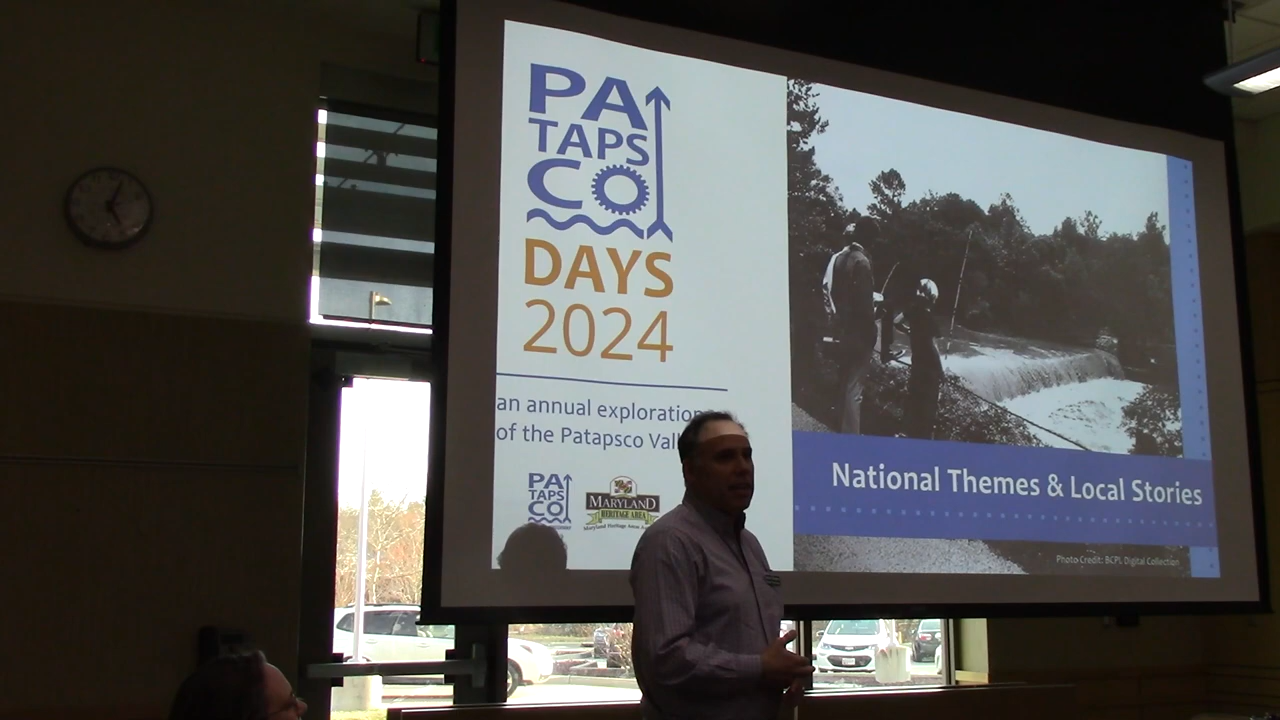 PA
TAPS
CO
DAYS
2024
an annual exploration
of the Patapsco Vall
PA
TAPS
CO
MARYLAND
HERITAGE AREA
National Themes & Local Stories
Photo Credit: BCPL Digital Collection